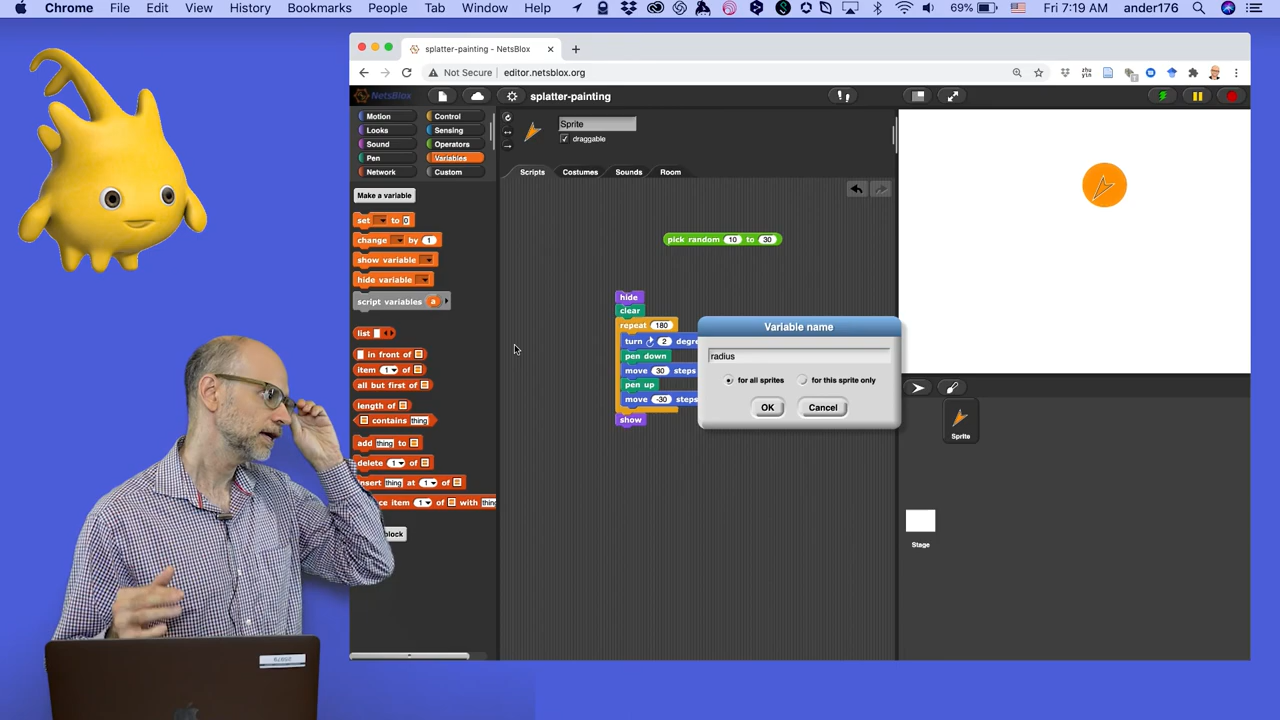 Chrome File Edit View History Bookmarks People Tab Window Help 69% Fri 7:19 AM ander176
splatter-painting - NetsBlox
Not Secure editor.netsblox.org
NetsBlox splatter-painting
Motion Control
Looks Sensing
Sound Operators
Pen Variables
Network Custom
Sprite
draggable
Scripts Costumes Sounds Room
Make a variable
set to 0
change by 1
show variable
hide variable
script variables a
list
in front of
item 1 of
all but first of
length of
contains thing
add thing to
delete 1 of
insert thing at 1 of
ce item 1 of with thing
block
pick random 10 to 30
hide
clear
repeat 180
turn 2 degre
pen down
move 30 steps
pen up
move -30 steps
show
Variable name
radius
for all sprites for this sprite only
OK Cancel
Sprite
Stage